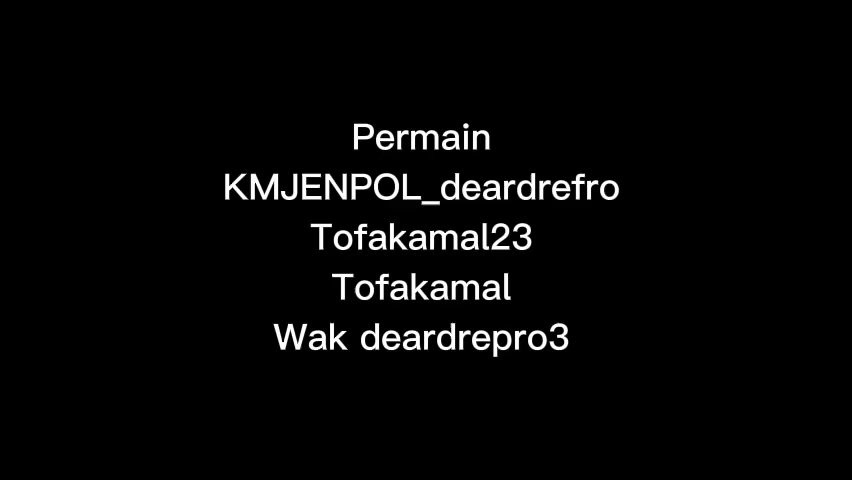 Permain
KMJENPOL_deardrefro
Tofakamal23
Tofakamal
Wak deardrepro3